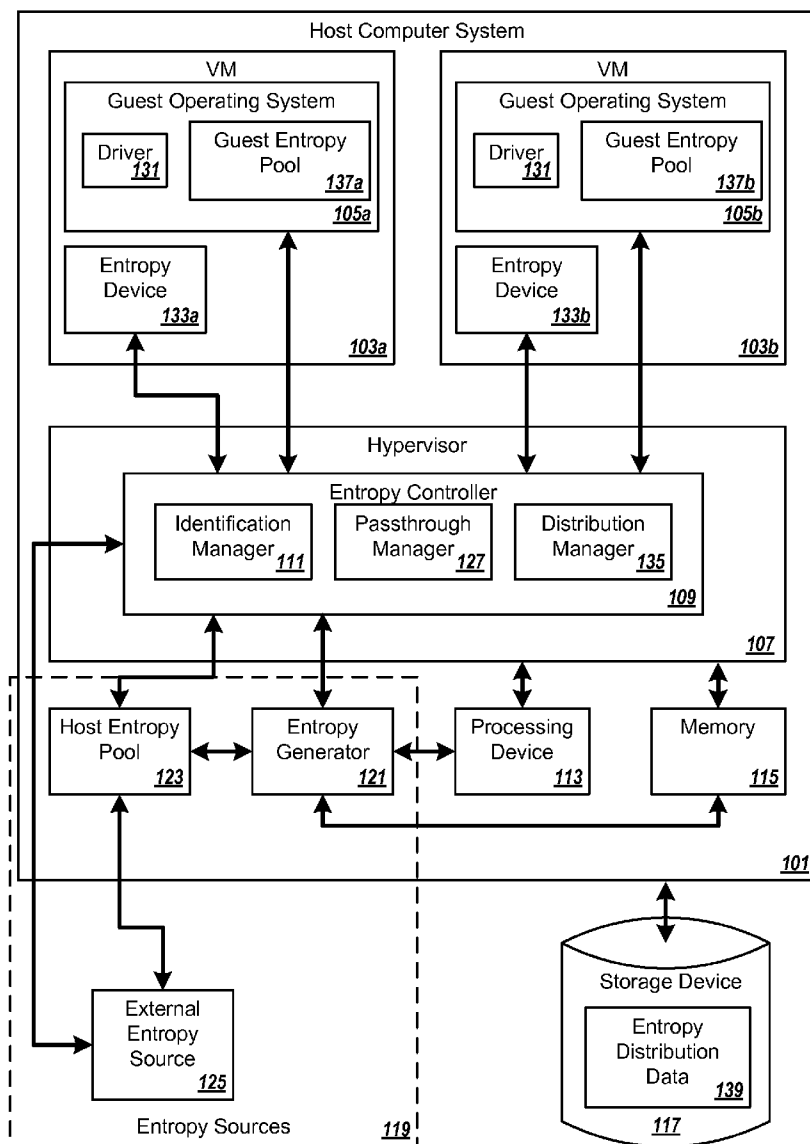 Host Computer System
VM
Guest Operating System
Driver
131
Guest Entropy
Pool
137a
105a
Entropy
Device
133a
103a
VM
Guest Operating System
Driver
131
Guest Entropy
Pool
137b
105b
Entropy
Device
133b
103b
Hypervisor
Entropy Controller
Identification
Manager
111
Passthrough
Manager
127
Distribution
Manager
135
109
107
Host Entropy
Pool
123
Entropy
Generator
121
Processing
Device
113
Memory
115
101
External
Entropy
Source
125
Entropy Sources
119
Storage Device
Entropy
Distribution
Data
139
117